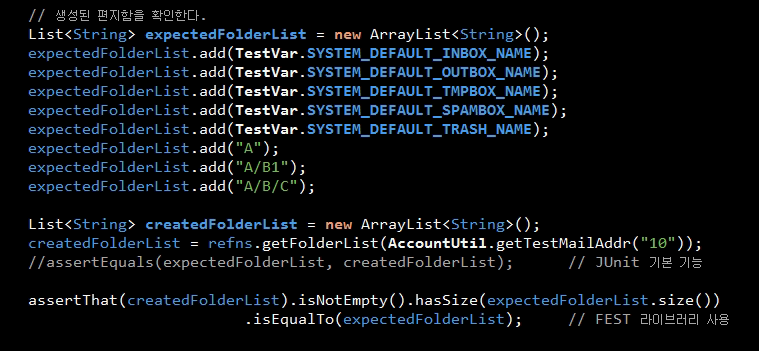 // 생성된 편지함을 확인한다.
List<String> expectedFolderList = new ArrayList<String>();
expectedFolderList.add(TestVar.SYSTEM_DEFAULT_INBOX_NAME);
expectedFolderList.add(TestVar.SYSTEM_DEFAULT_OUTBOX_NAME);
expectedFolderList.add(TestVar.SYSTEM_DEFAULT_TMPBOX_NAME);
expectedFolderList.add(TestVar.SYSTEM_DEFAULT_SPAMBOX_NAME);
expectedFolderList.add(TestVar.SYSTEM_DEFAULT_TRASH_NAME);
expectedFolderList.add("A");
expectedFolderList.add("A/B1");
expectedFolderList.add("A/B/C");
List<String> createdFolderList = new ArrayList<String>();
createdFolderList = refns.getFolderList(AccountUtil.getTestMailAddr("10"));
//assertEquals(expectedFolderList, createdFolderList); // JUnit 기본 기능
assertThat(createdFolderList).isNotEmpty().hasSize(expectedFolderList.size())
.isEqualTo(expectedFolderList); // FEST 라이브러리 사용